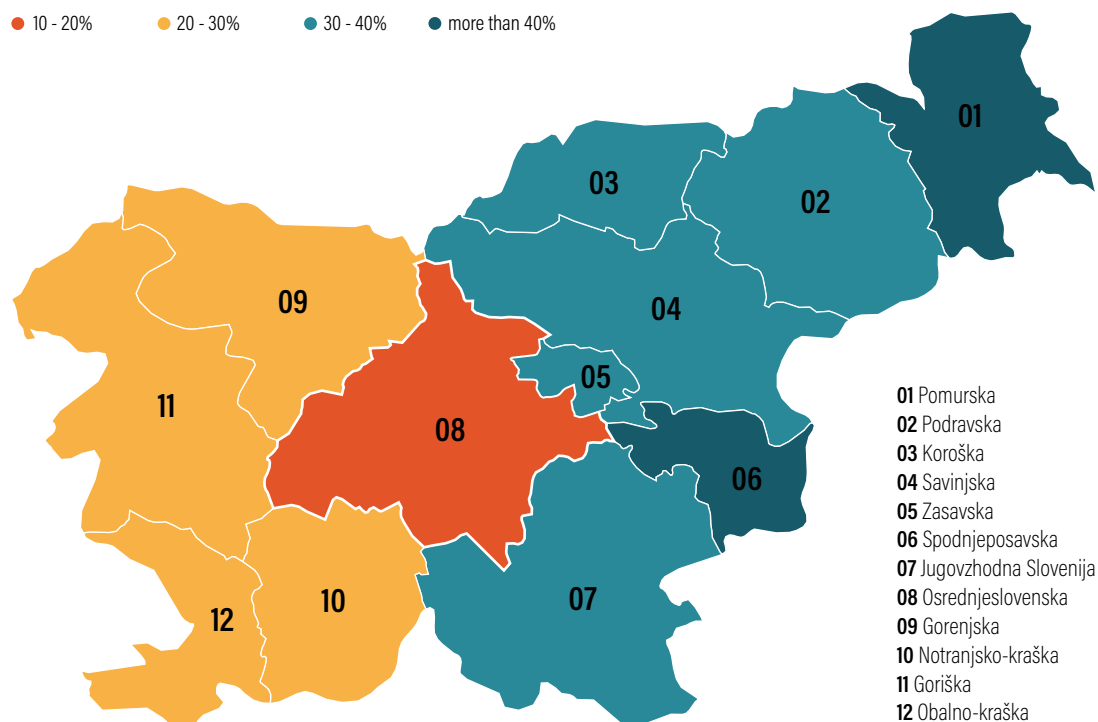 10 - 20% 20 - 30% 30 - 40% more than 40%
01
03
02
09
04
05
11
08
06
10
07
12
01 Pomurska
02 Podravska
03 Koroška
04 Savinjska
05 Zasavska
06 Spodnjeposavska
07 Jugovzhodna Slovenija
08 Osrednjeslovenska
09 Gorenjska
10 Notranjsko-kraška
11 Goriška
12 Obalno-kraška